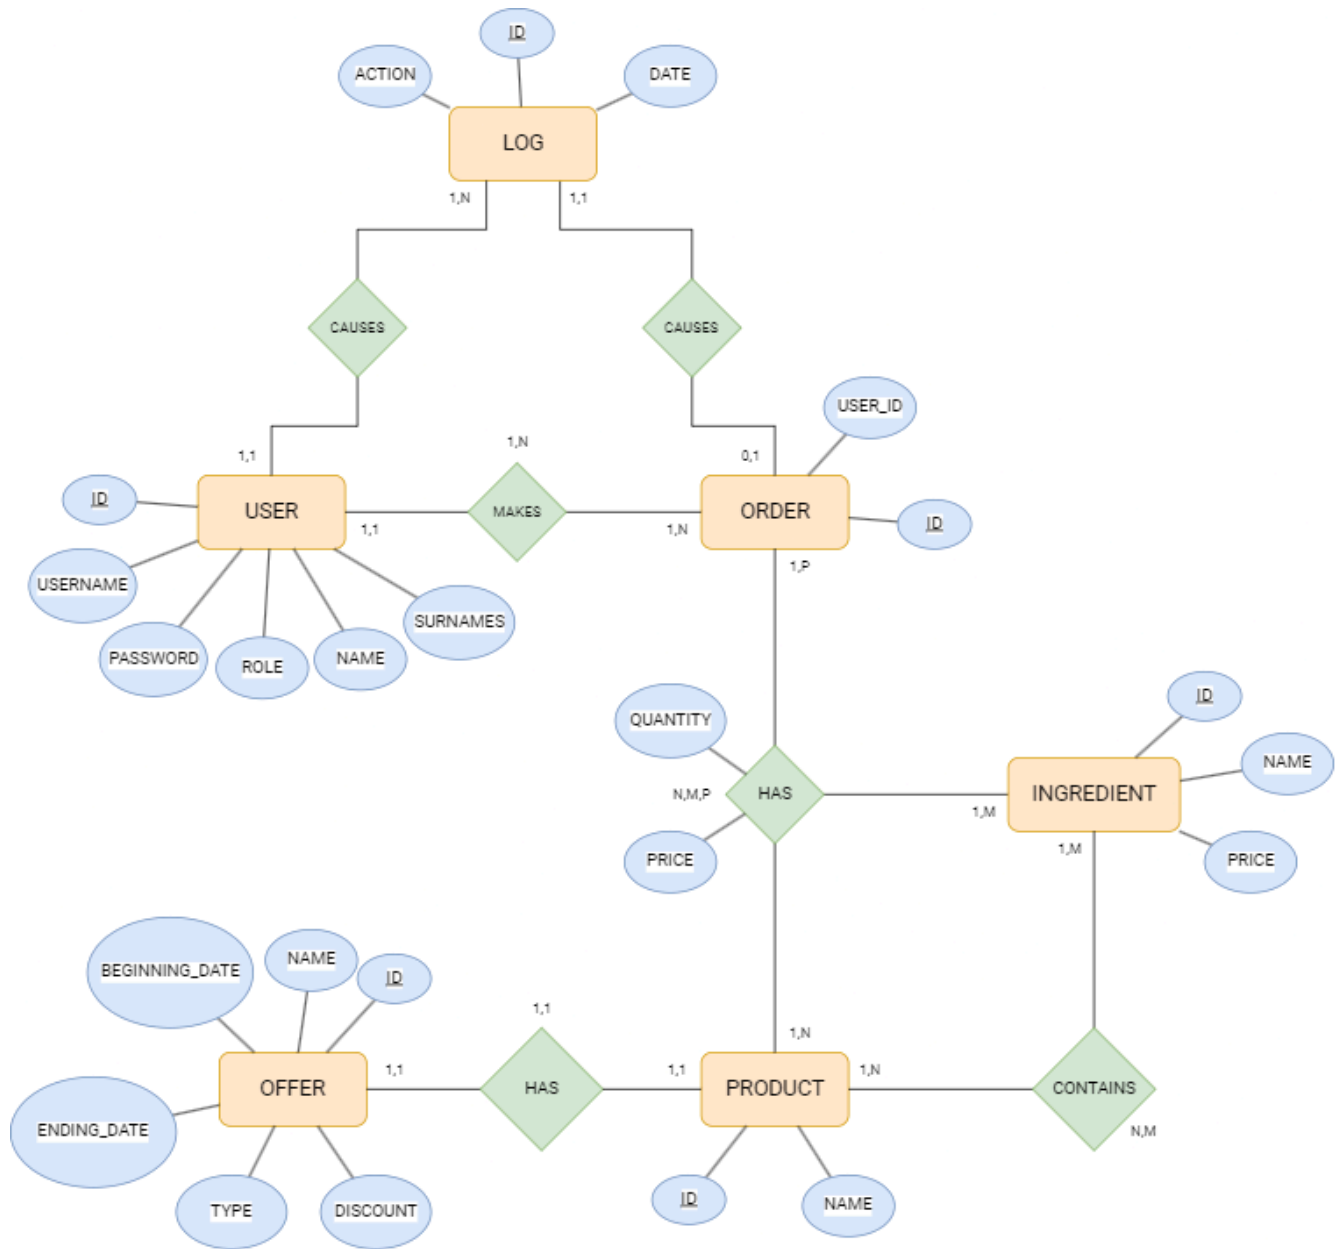 ID
ACTION
DATE
LOG
1,N
1,1
CAUSES
CAUSES
USER_ID
1,1
1,N
0,1
ID
USER
MAKES
ORDER
ID
1,1
1,N
1,P
USERNAME
SURNAMES
PASSWORD
ROLE
NAME
ID
QUANTITY
NAME
N,M,P
HAS
INGREDIENT
1,M
1,M
PRICE
PRICE
NAME
BEGINNING_DATE
ID
1,1
1,N
1,1
1,1
1,N
OFFER
HAS
PRODUCT
CONTAINS
ENDING_DATE
N,M
ID
NAME
TYPE
DISCOUNT